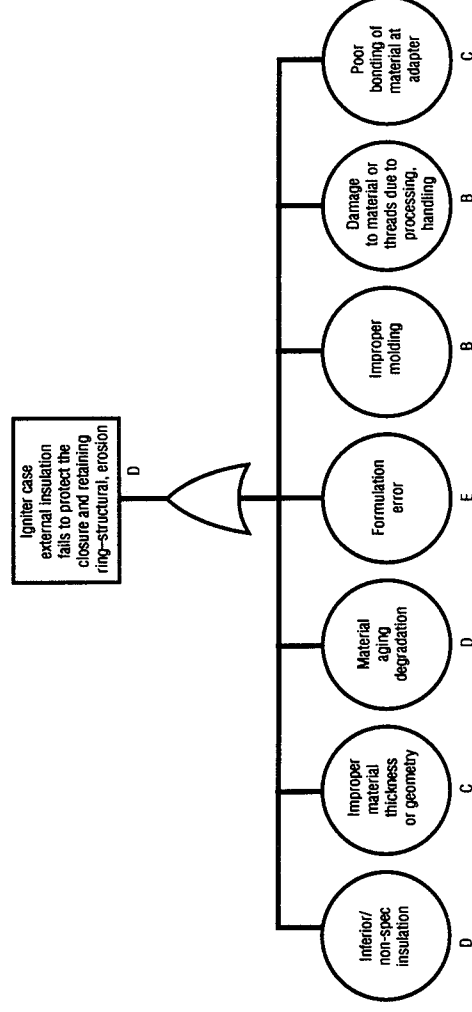 Igniter case
external insulation
fails to protect the
closure and retaining
ring–structural, erosion
D
Inferior/
non-spec
insulation
D
Improper
material
thickness
or geometry
C
Material
aging
degradation
D
Formulation
error
E
Improper
molding
B
Damage
to material or
threads due to
processing,
handling
B
Poor
bonding of
material at
adapter
C